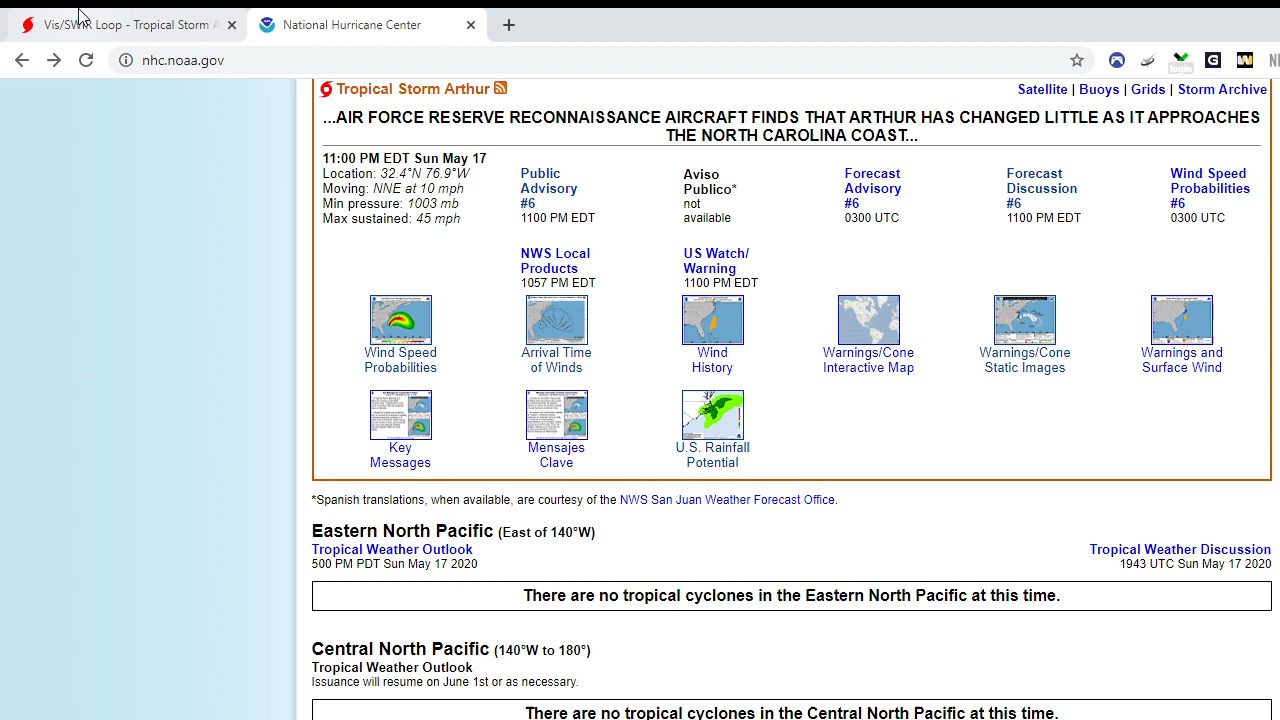 Vis/SWIR Loop - Tropical Storm A
National Hurricane Center
nhc.noaa.gov
login
G
W
Tropical Storm Arthur
Satellite | Buoys | Grids | Storm Archive
...AIR FORCE RESERVE RECONNAISSANCE AIRCRAFT FINDS THAT ARTHUR HAS CHANGED LITTLE AS IT APPROACHES
THE NORTH CAROLINA COAST...
11:00 PM EDT Sun May 17
Location: 32.4°N 76.9°W
Moving: NNE at 10 mph
Min pressure: 1003 mb
Max sustained: 45 mph
Public
Advisory
#6
1100 PM EDT
Aviso
Publico*
not
available
Forecast
Advisory
#6
0300 UTC
Forecast
Discussion
#6
1100 PM EDT
Wind Speed
Probabilities
#6
0300 UTC
NWS Local
Products
1057 PM EDT
US Watch/
Warning
1100 PM EDT
Wind Speed
Probabilities
Arrival Time
of Winds
Wind
History
Warnings/Cone
Interactive Map
Warnings/Cone
Static Images
Warnings and
Surface Wind
Key
Messages
Mensajes
Clave
U.S. Rainfall
Potential
*Spanish translations, when available, are courtesy of the NWS San Juan Weather Forecast Office.
Eastern North Pacific (East of 140°W)
Tropical Weather Outlook
500 PM PDT Sun May 17 2020
Tropical Weather Discussion
1943 UTC Sun May 17 2020
There are no tropical cyclones in the Eastern North Pacific at this time.
Central North Pacific (140°W to 180°)
Tropical Weather Outlook
Issuance will resume on June 1st or as necessary.
There are no tropical cyclones in the Central North Pacific at this time.